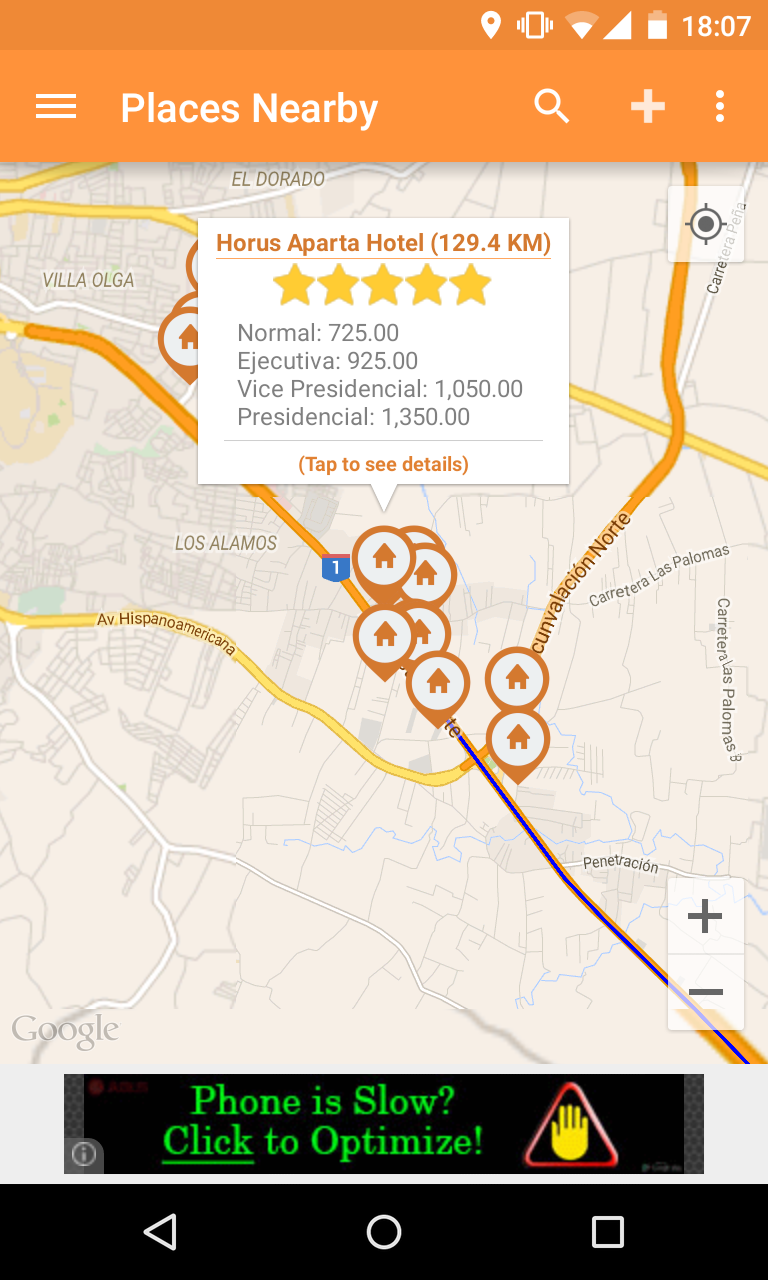 18:07
Places Nearby
EL DORADO
Horus Aparta Hotel (129.4 KM)
VILLA OLGA
Carretera Peña
Normal: 725.00
Ejecutiva: 925.00
Vice Presidencial: 1,050.00
Presidencial: 1,350.00
(Tap to see details)
LOS ALAMOS
1
cunvalación Norte
Carretera Las Palomas
Av Hispanoamericana
Carretera Las Palomas B
te
Penetración
Google
Phone is Slow?
Click to Optimize!